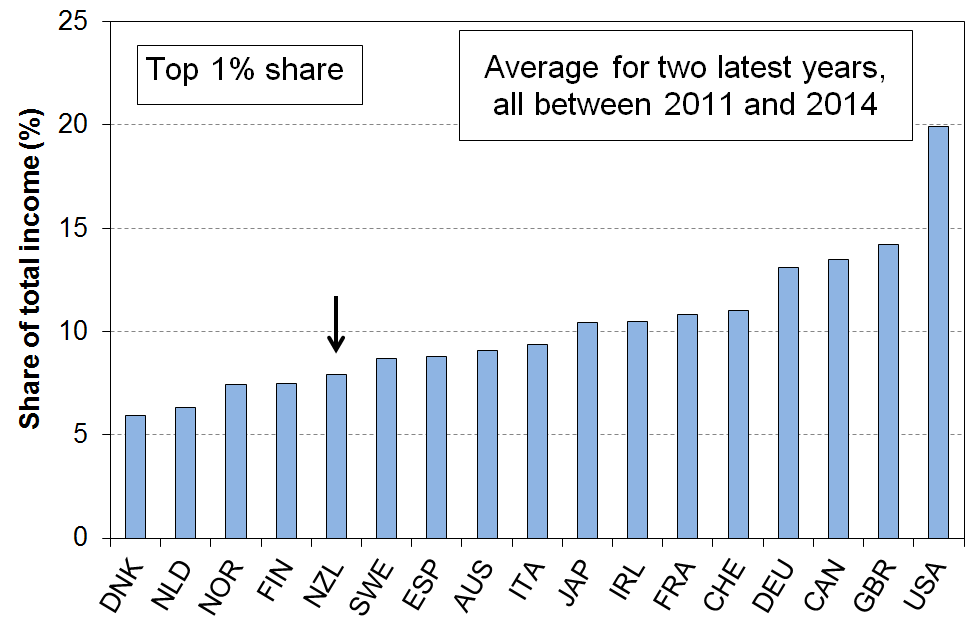 Top 1% share
Average for two latest years,
all between 2011 and 2014
Share of total income (%)
25
20
15
10
5
0
DNK
NLD
NOR
FIN
NZL
SWE
ESP
AUS
ITA
JAP
IRL
FRA
CHE
DEU
CAN
GBR
USA